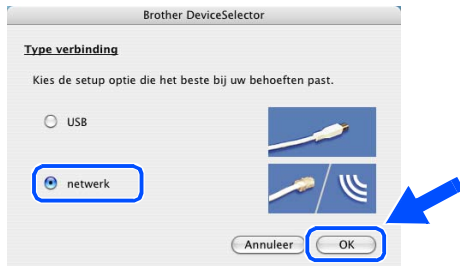 Brother DeviceSelector
Type verbinding
Kies de setup optie die het beste bij uw behoeften past.
USB
netwerk
Annuleer OK